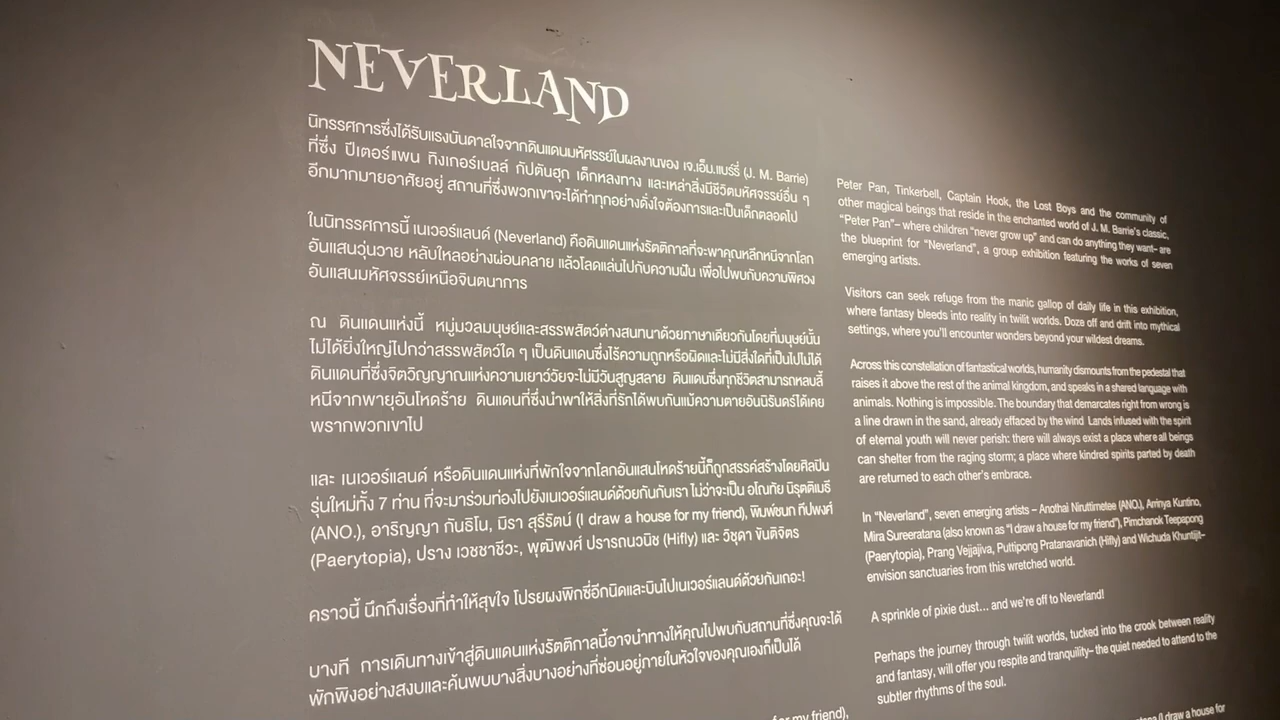 NEVERLAND
นิทรรศการซึ่งได้รับแรงบันดาลใจจากดินแดนมหัศรรย์ในผลงานของ เจ.เอ็ม.แบร์รี่ (J. M. Barrie)
ที่ซึ่ง ปีเตอร์แพน ทิงเกอร์เบลล์ กัปตันฮุก เด็กหลงทาง และเหล่าสิ่งมีชีวิตมหัศจรรย์อื่น ๆ
อีกมากมายอาศัยอยู่ สถานที่ซึ่งพวกเขาจะได้ทำทุกอย่างดั่งใจต้องการและเป็นเด็กตลอดไป
ในนิทรรศการนี้ เนเวอร์แลนด์ (Neverland) คือดินแดนแห่งรัตติกาลที่จะพาคุณหลีกหนีจากโลก
อันแสนวุ่นวาย หลับใหลอย่างผ่อนคลาย แล้วโลดแล่นไปกับความฝัน เพื่อไปพบกับความพิศวง
อันแสนมหัศจรรย์เหนือจินตนาการ
ณ ดินแดนแห่งนี้ หมู่มวลมนุษย์และสรรพสัตว์ต่างสนทนาด้วยภาษาเดียวกันโดยที่มนุษย์นั้น
ไม่ได้ยิ่งใหญ่ไปกว่าสรรพสัตว์ใด ๆ เป็นดินแดนซึ่งไร้ความถูกหรือผิดและไม่มีสิ่งใดที่เป็นไปไม่ได้
ดินแดนที่ซึ่งจิตวิญญาณแห่งความเยาว์วัยจะไม่มีวันสูญสลาย ดินแดนซึ่งทุกชีวิตสามารถหลบลี้
หนีจากพายุอันโหดร้าย ดินแดนที่ซึ่งนำพาให้สิ่งที่รักได้พบกันแม้ความตายอันนิรันดร์ได้เคย
พรากพวกเขาไป
และ เนเวอร์แลนด์ หรือดินแดนแห่งที่พักใจจากโลกอันแสนโหดร้ายนี้ก็ถูกสรรค์สร้างโดยศิลปิน
รุ่นใหม่ทั้ง 7 ท่าน ที่จะมาร่วมท่องไปยังเนเวอร์แลนด์ด้วยกันกับเรา ไม่ว่าจะเป็น อโณทัย นิรุตติเมธี
(ANO.), อาริญญา กันธิโน, มิรา สุรีรัตน์ (I draw a house for my friend), พิมพ์ชนก ทีปพงศ์
(Paerytopia), ปราง เวชชาชีวะ, พุฒิพงศ์ ปรารถนวนิช (Hifly) และ วิชุดา ขันติจิตร
คราวนี้ นึกถึงเรื่องที่ทำให้สุขใจ โปรยผงพิกซี่อีกนิดและบินไปเนเวอร์แลนด์ด้วยกันเถอะ!
บางที การเดินทางเข้าสู่ดินแดนแห่งรัตติกาลนี้อาจนำทางให้คุณไปพบกับสถานที่ซึ่งคุณจะได้
พักพิงอย่างสงบและค้นพบบางสิ่งบางอย่างที่ซ่อนอยู่ภายในหัวใจของคุณเองก็เป็นได้
Peter Pan, Tinkerbell, Captain Hook, the Lost Boys and the community of
other magical beings that reside in the enchanted world of J. M. Barrie's classic,
"Peter Pan"– where children "never grow up" and can do anything they want– are
the blueprint for "Neverland", a group exhibition featuring the works of seven
emerging artists.
Visitors can seek refuge from the manic gallop of daily life in this exhibition,
where fantasy bleeds into reality in twilit worlds. Doze off and drift into mythical
settings, where you'll encounter wonders beyond your wildest dreams.
Across this constellation of fantastical worlds, humanity dismounts from the pedestal that
raises it above the rest of the animal kingdom, and speaks in a shared language with
animals. Nothing is impossible. The boundary that demarcates right from wrong is
a line drawn in the sand, already effaced by the wind Lands infused with the spirit
of eternal youth will never perish: there will always exist a place where all beings
can shelter from the raging storm; a place where kindred spirits parted by death
are returned to each other's embrace.
In "Neverland", seven emerging artists – Anothai Niruttimetee (ANO.), Arrinya Kuntino,
Mira Sureeratana (also known as "I draw a house for my friend"), Pimchanok Teepapong
(Paerytopia), Prang Vejjajiva, Puttipong Pratanavanich (Hifly) and Wichuda Khuntijit–
envision sanctuaries from this wretched world.
A sprinkle of pixie dust... and we're off to Neverland!
Perhaps the journey through twilit worlds, tucked into the crook between reality
and fantasy, will offer you respite and tranquility– the quiet needed to attend to the
subtler rhythms of the soul.
for my friend),
(I draw a house for